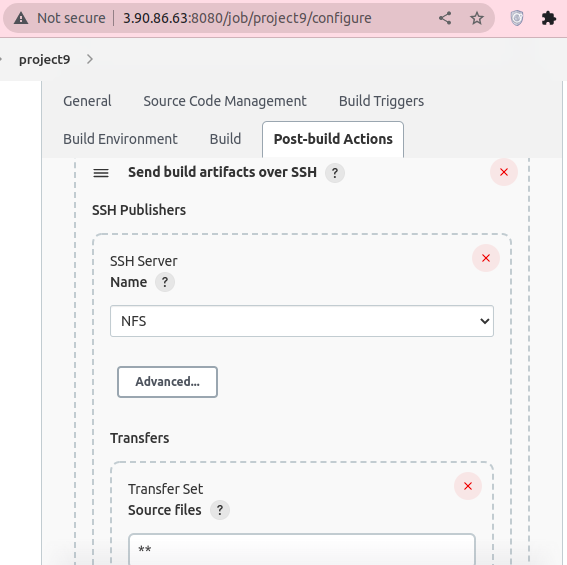 Not secure 3.90.86.63:8080/job/project9/configure
project9
General Source Code Management Build Triggers
Build Environment Build Post-build Actions
Send build artifacts over SSH ?
SSH Publishers
SSH Server
Name ?
NFS
Advanced...
Transfers
Transfer Set
Source files ?
**